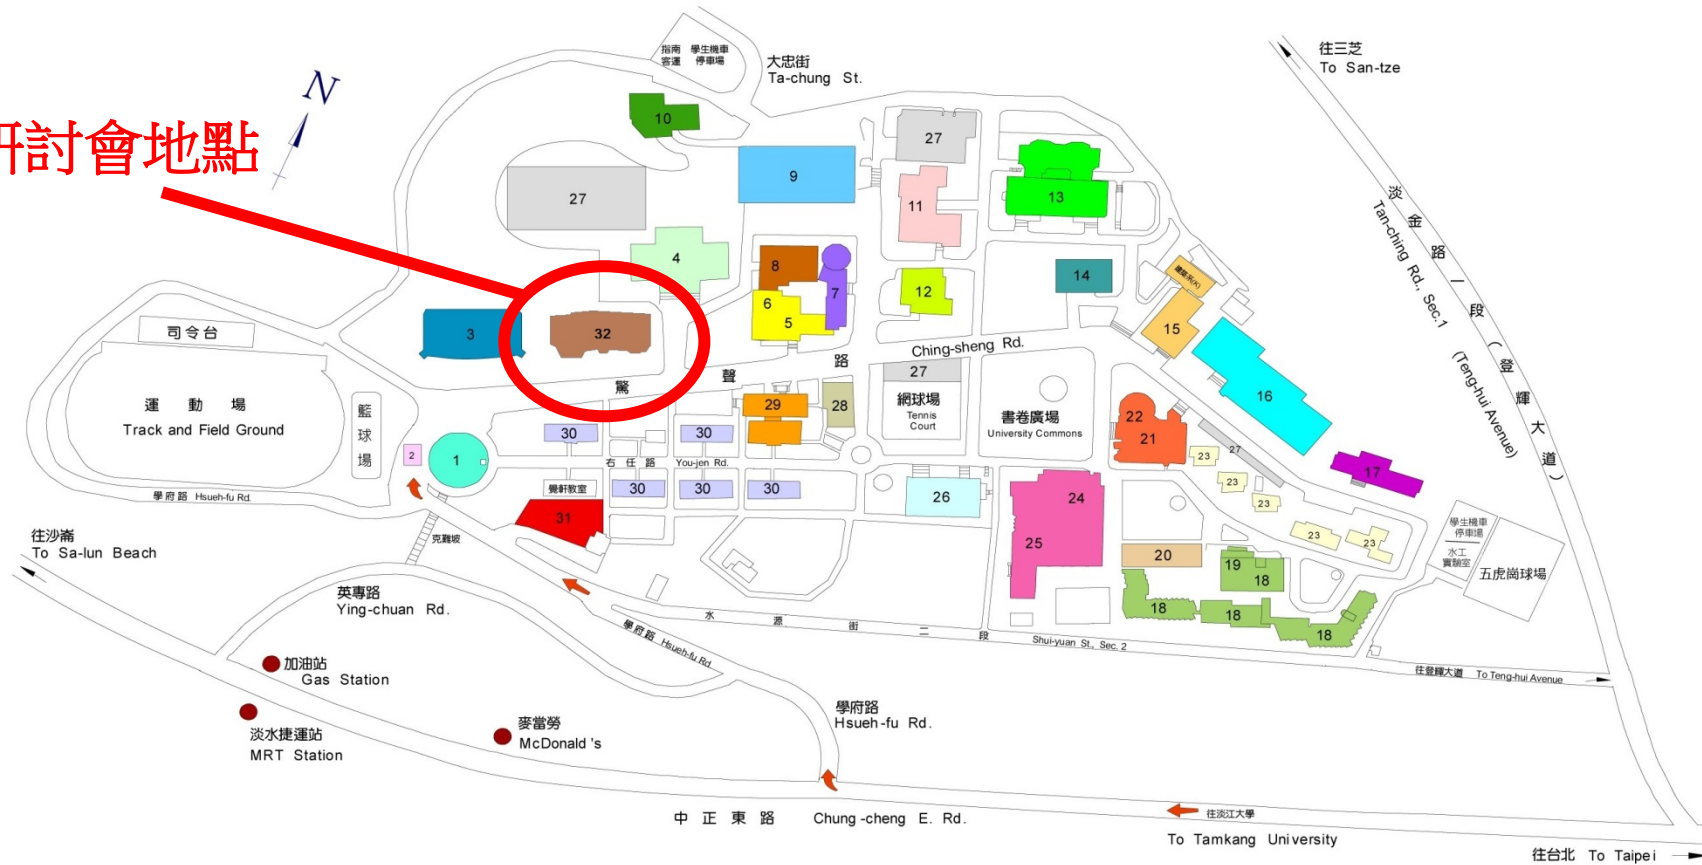 指南 學生機車
客運 停車場
大忠街
Ta-chung St.
往三芝
To San-tze
N
討會地點
10
27
27
9
11
13
淡金路一段(登輝大道)
Tan-ching Rd., Sec.1
(Teng-hui Avenue)
4
8
7
6
5
12
14
建築系(K)
15
16
17
司令台
3
32
驚聲路
Ching-sheng Rd.
運動場
Track and Field Ground
籃球場
2
1
30
30
29
28
27
網球場
Tennis
Court
書卷廣場
University Commons
22
21
23
27
23
23
23
23
右任路 You-jen Rd.
覺軒教室
30
30
30
31
26
24
25
20
19
18
18
18
18
學生機車
停車場
水工
實驗室
五虎崗球場
學府路 Hsueh-fu Rd.
克難坡
往沙崙
To Sa-lun Beach
英專路
Ying-chuan Rd.
學府路 Hsueh-fu Rd.
水源街二段
Shui-yuan St., Sec. 2
往登輝大道 To Teng-hui Avenue
加油站
Gas Station
淡水捷運站
MRT Station
麥當勞
McDonald's
學府路
Hsueh-fu Rd.
中正東路 Chung-cheng E. Rd.
往淡江大學
To Tamkang University
往台北 To Taipei